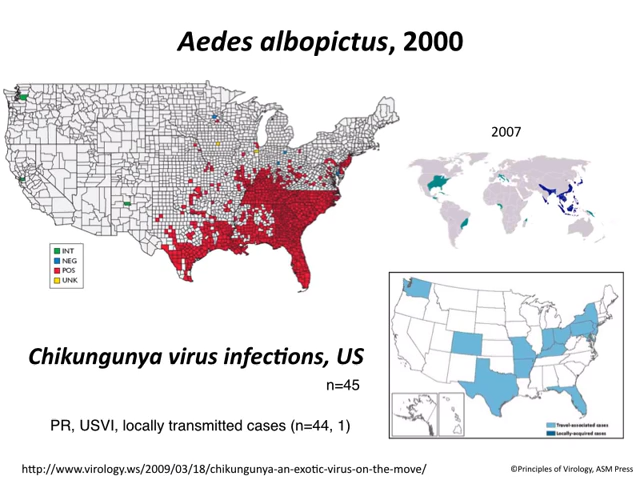 Aedes albopictus, 2000
2007
INT
NEG
POS
UNK
Chikungunya virus infections, US
n=45
PR, USVI, locally transmitted cases (n=44, 1)
Travel-associated cases
Locally-acquired cases
http://www.virology.ws/2009/03/18/chikungunya-an-exotic-virus-on-the-move/
©Principles of Virology, ASM Press